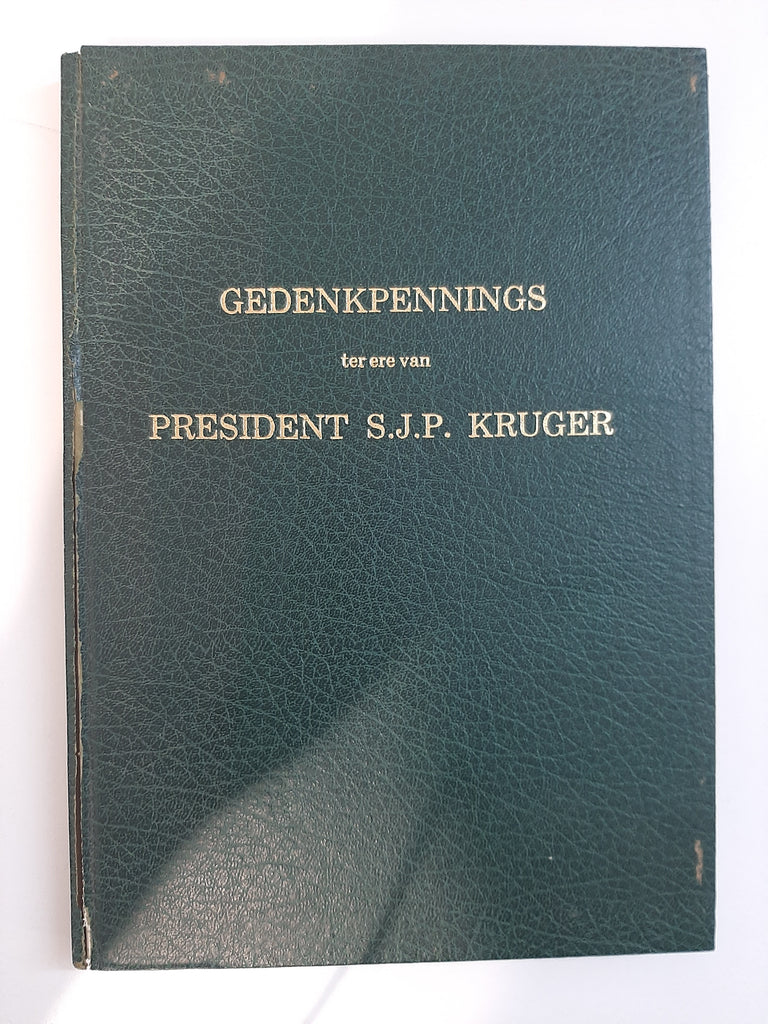 GEDENKPENNINGS
ter ere van
PRESIDENT S.J.P. KRUGER